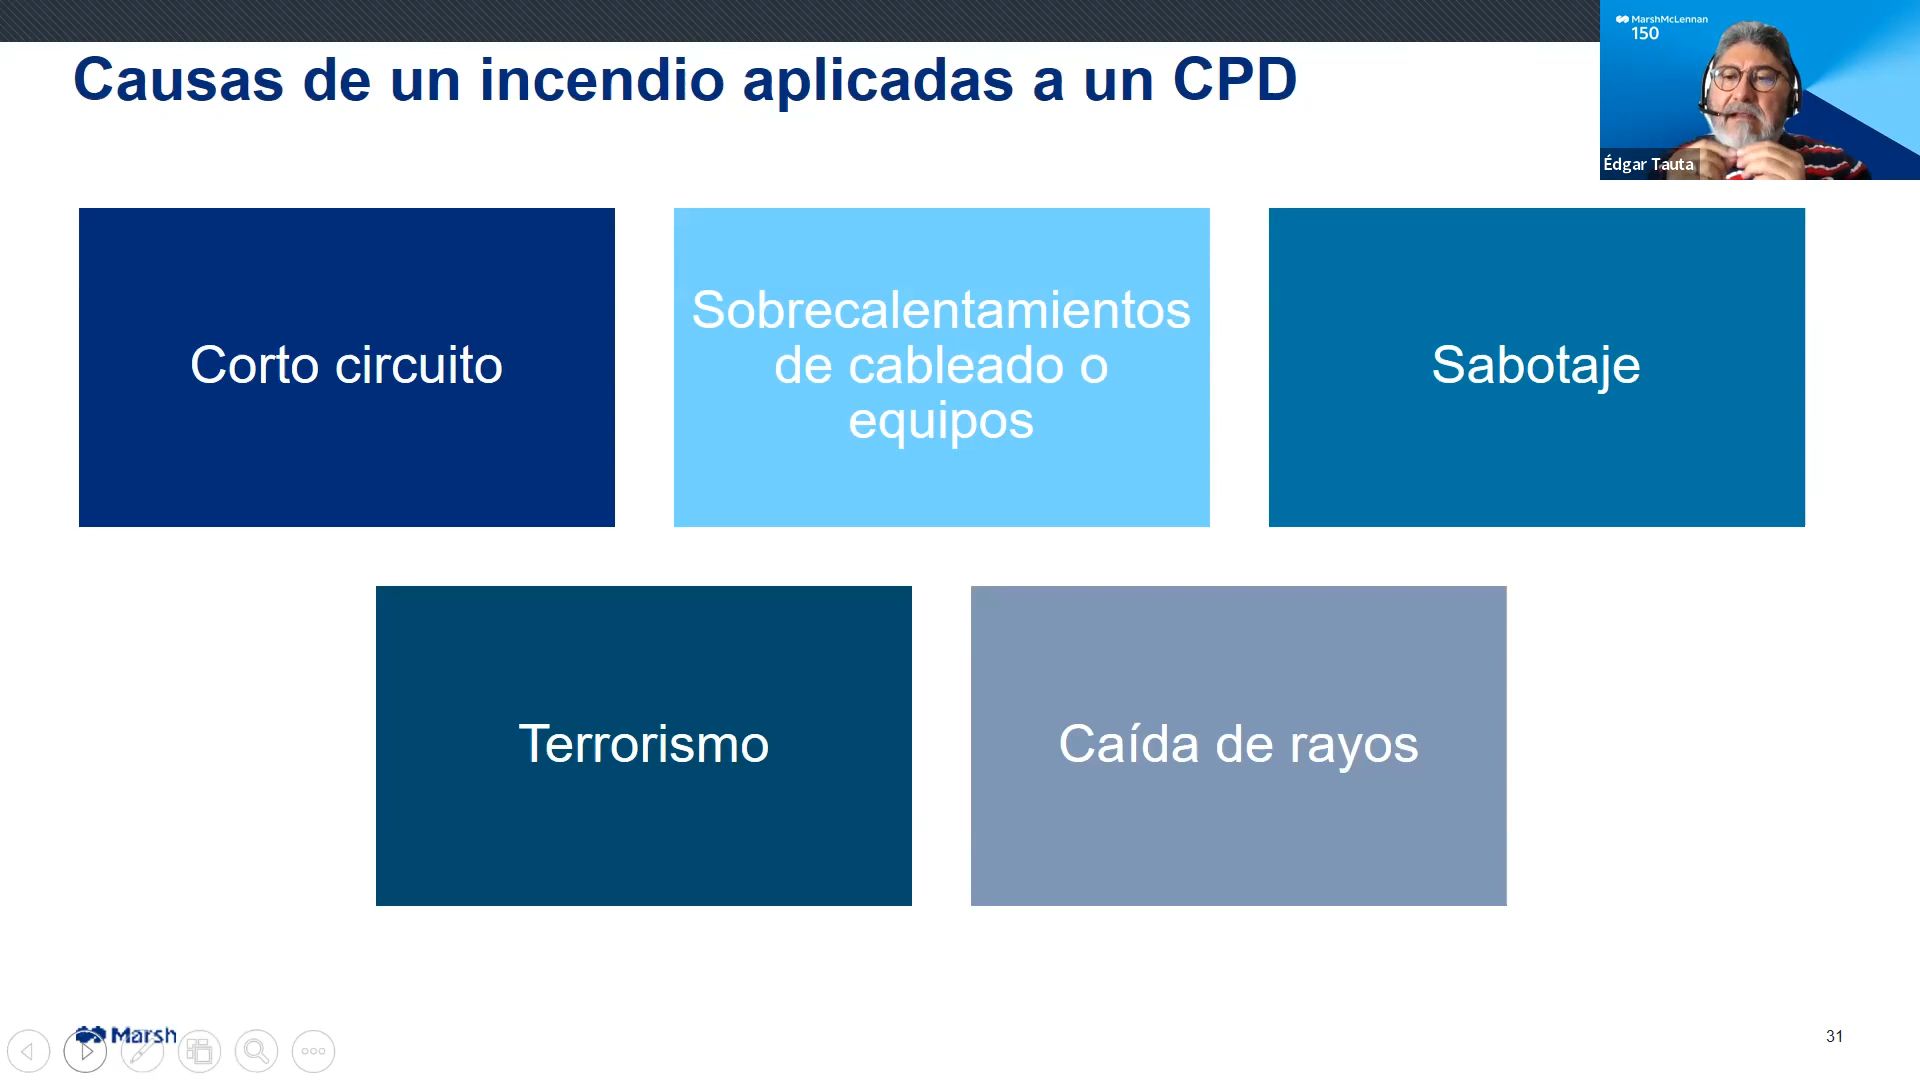 Causas de un incendio aplicadas a un CPD
MarshMcLennan
150
Édgar Tauta
Corto circuito
Sobrecalentamientos
de cableado o
equipos
Sabotaje
Terrorismo
Caída de rayos
Marsh
31